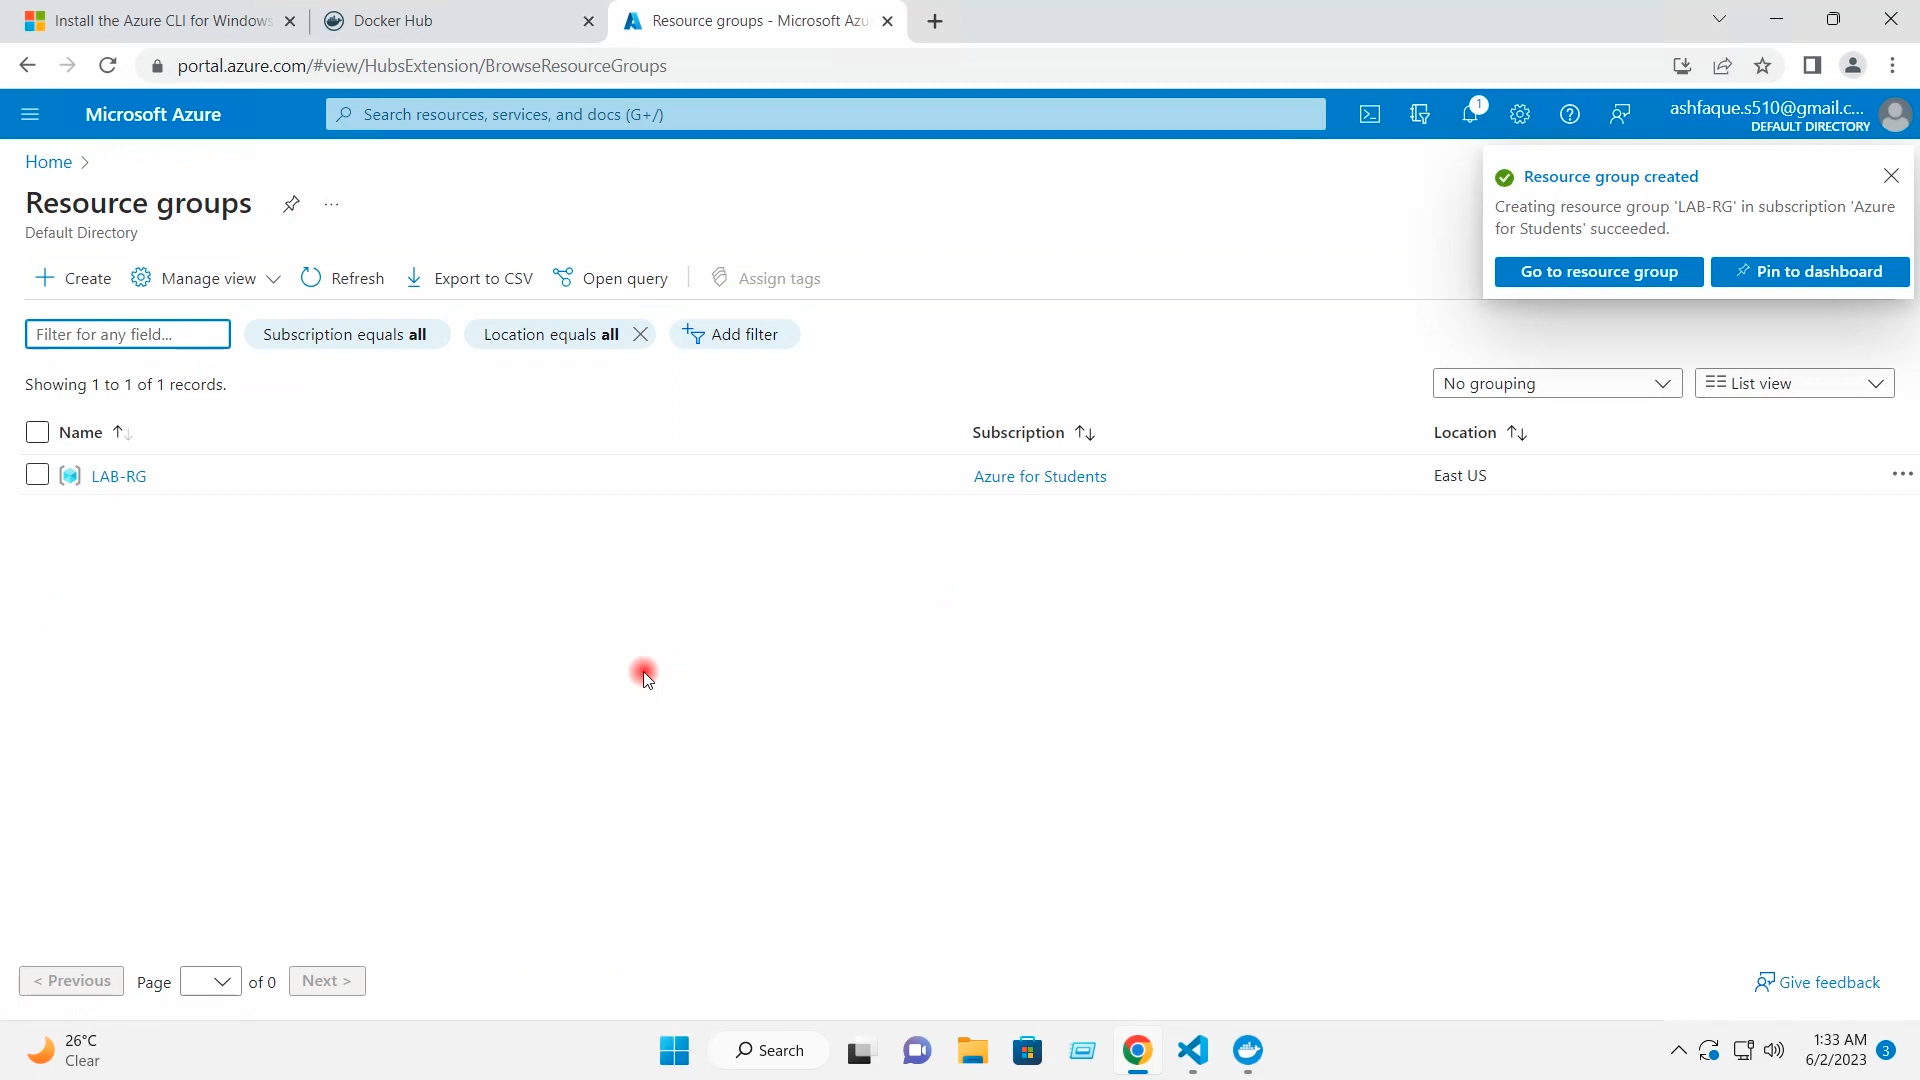 Install the Azure CLI for Windows
Docker Hub
Resource groups - Microsoft Azu
portal.azure.com/#view/HubsExtension/BrowseResourceGroups
Microsoft Azure
Search resources, services, and docs (G+/)
1
ashfaque.s510@gmail.c...
DEFAULT DIRECTORY
Home >
Resource groups
...
Default Directory
Resource group created
Creating resource group 'LAB-RG' in subscription 'Azure
for Students' succeeded.
Go to resource group
Pin to dashboard
Create
Manage view
Refresh
Export to CSV
Open query
Assign tags
Filter for any field...
Subscription equals all
Location equals all
Add filter
Showing 1 to 1 of 1 records.
No grouping
List view
Name
Subscription
Location
LAB-RG
Azure for Students
East US
...
< Previous
Page
of 0
Next >
Give feedback
26°C
Clear
Search
1:33 AM
6/2/2023
3